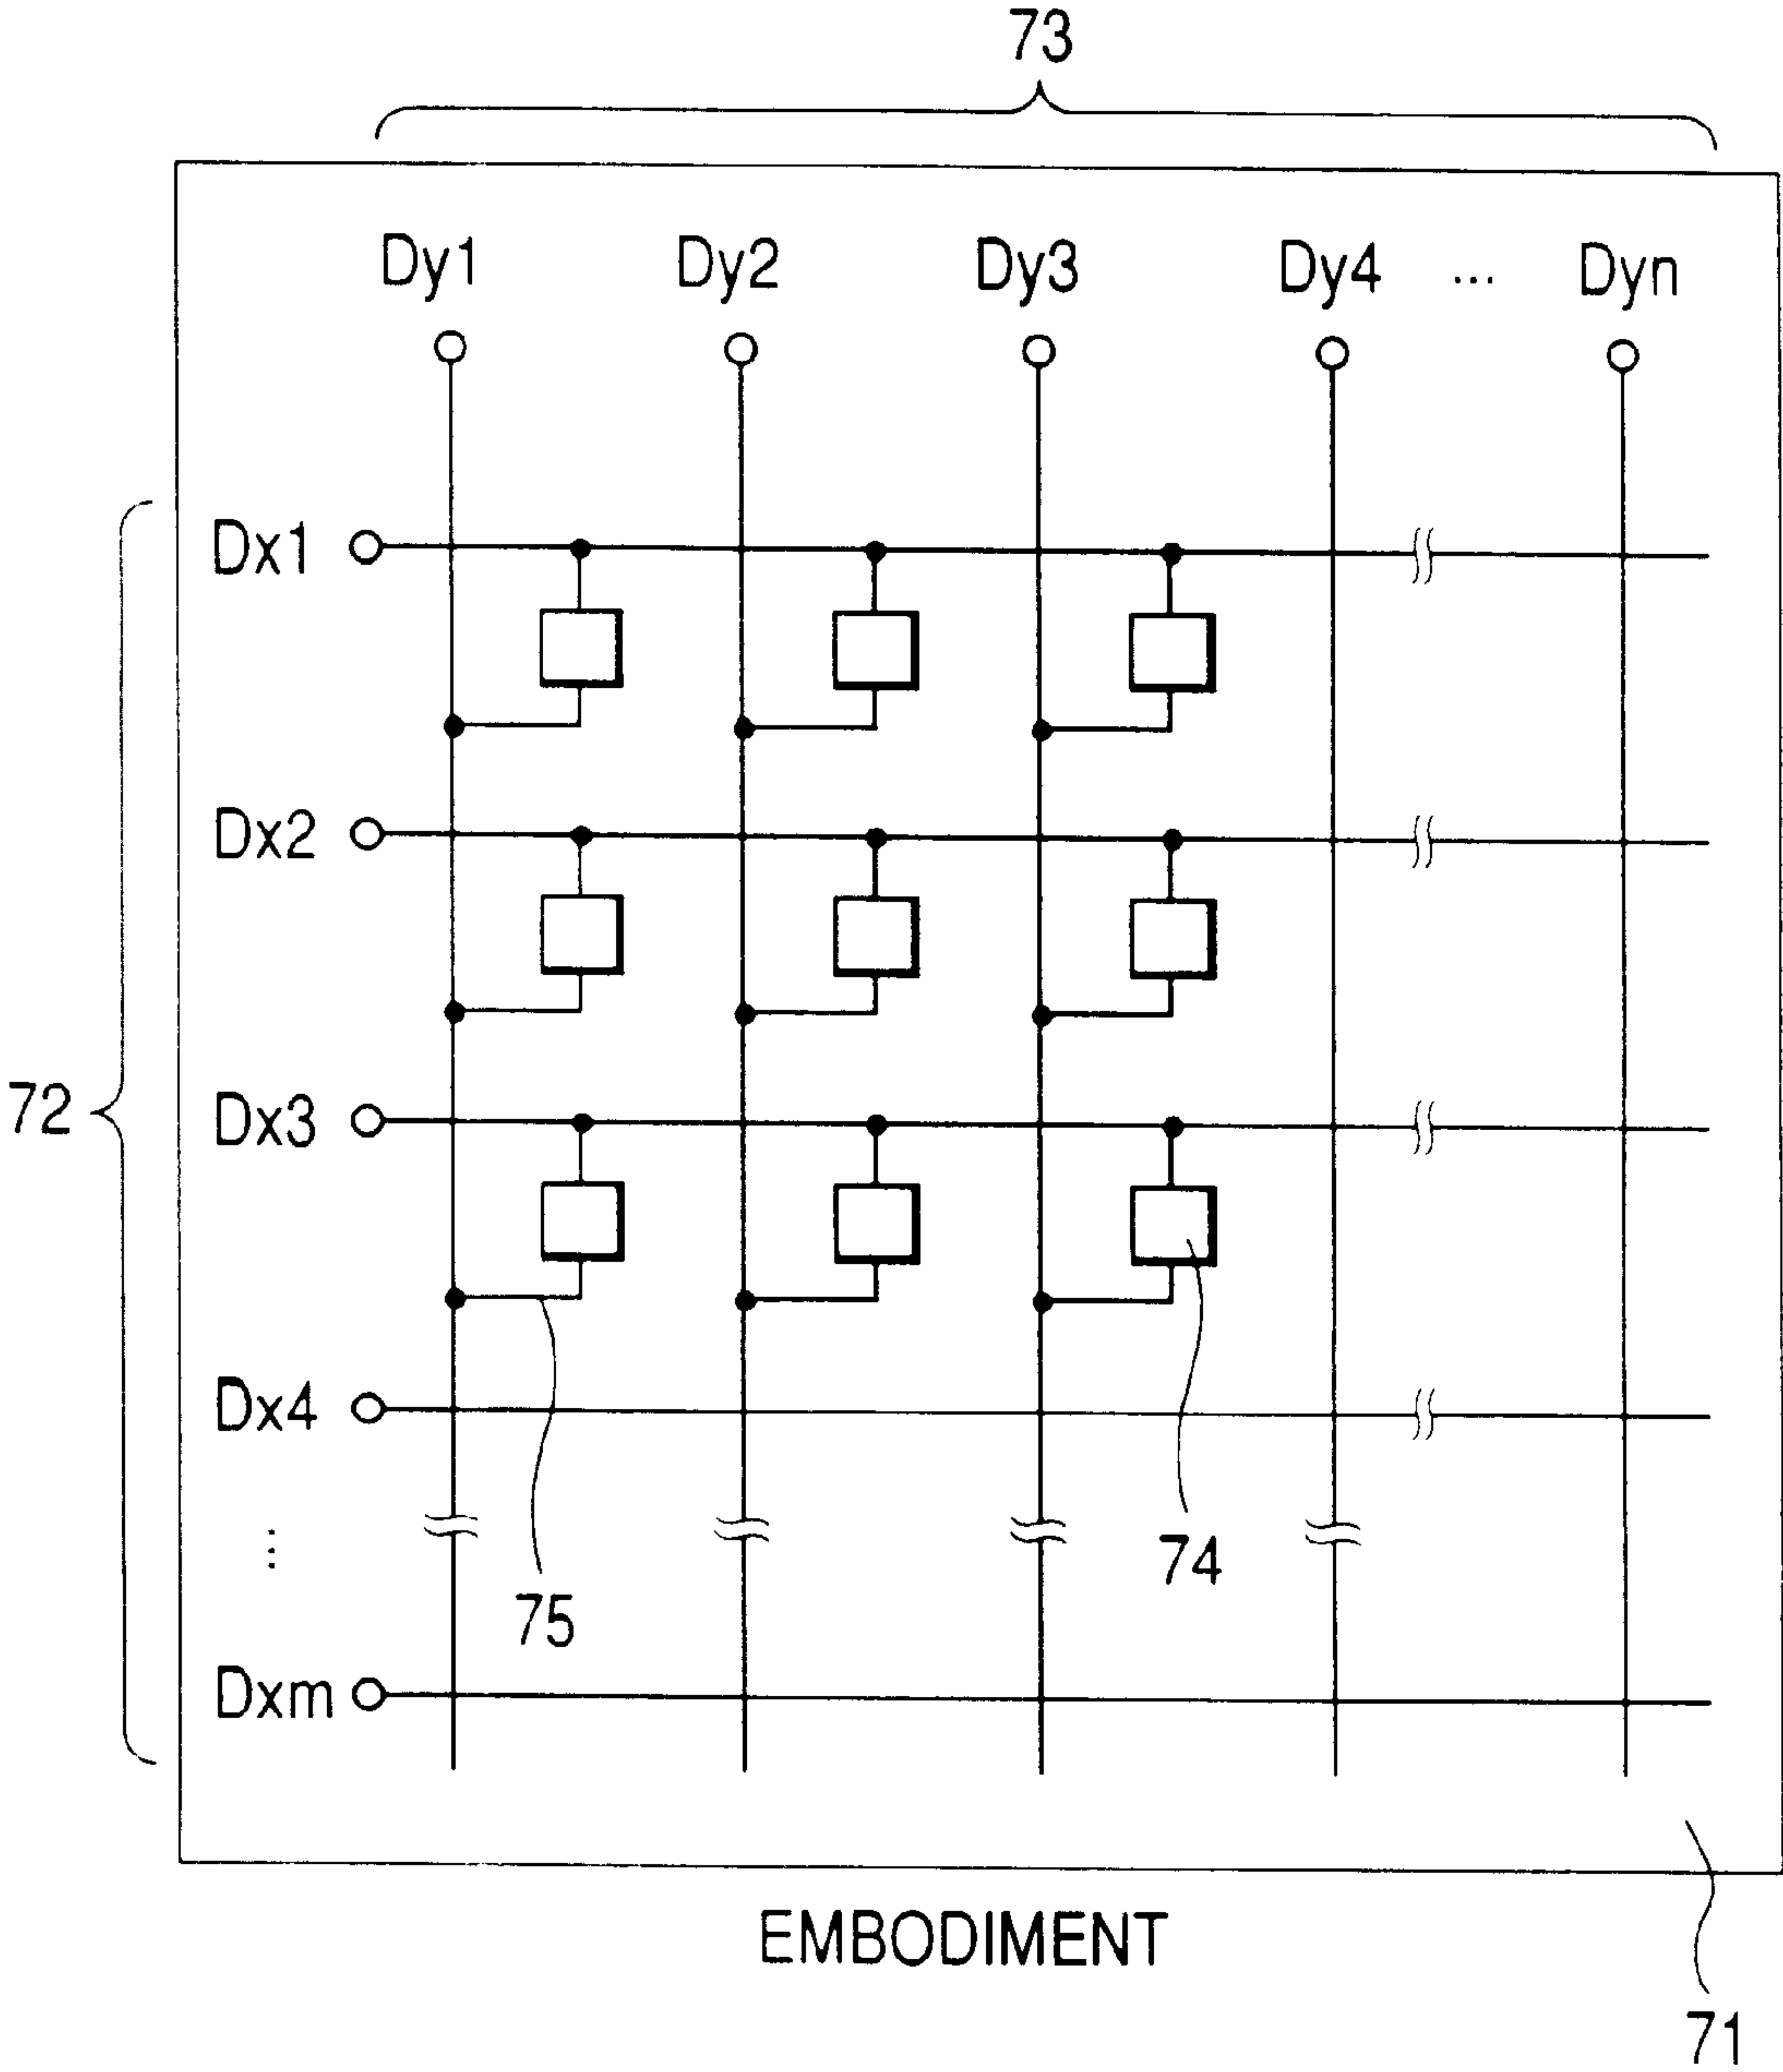 73
Dy1 Dy2 Dy3 Dy4 ... Dyn
Dx1
Dx2
72
Dx3
Dx4
...
74
75
Dxm
EMBODIMENT
71